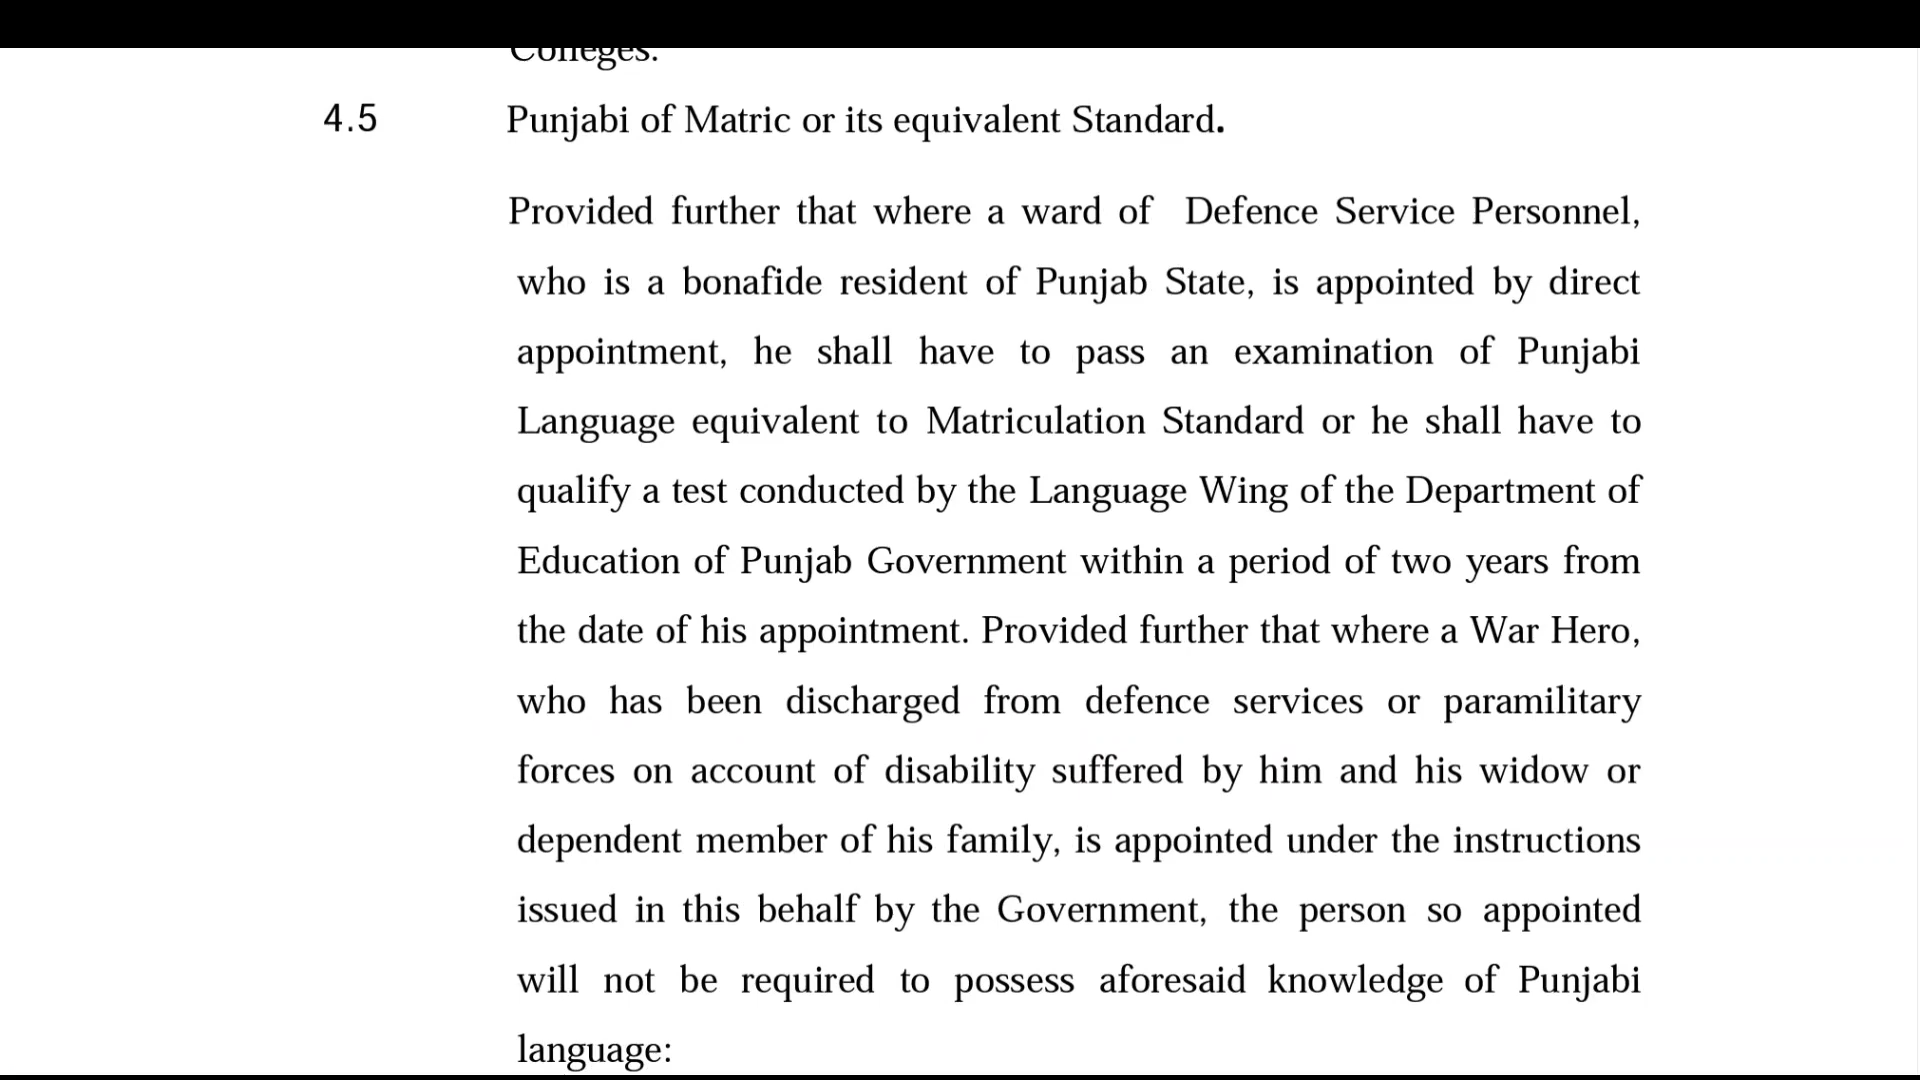 Colleges.
4.5 Punjabi of Matric or its equivalent Standard.
Provided further that where a ward of Defence Service Personnel,
who is a bonafide resident of Punjab State, is appointed by direct
appointment, he shall have to pass an examination of Punjabi
Language equivalent to Matriculation Standard or he shall have to
qualify a test conducted by the Language Wing of the Department of
Education of Punjab Government within a period of two years from
the date of his appointment. Provided further that where a War Hero,
who has been discharged from defence services or paramilitary
forces on account of disability suffered by him and his widow or
dependent member of his family, is appointed under the instructions
issued in this behalf by the Government, the person so appointed
will not be required to possess aforesaid knowledge of Punjabi
language: